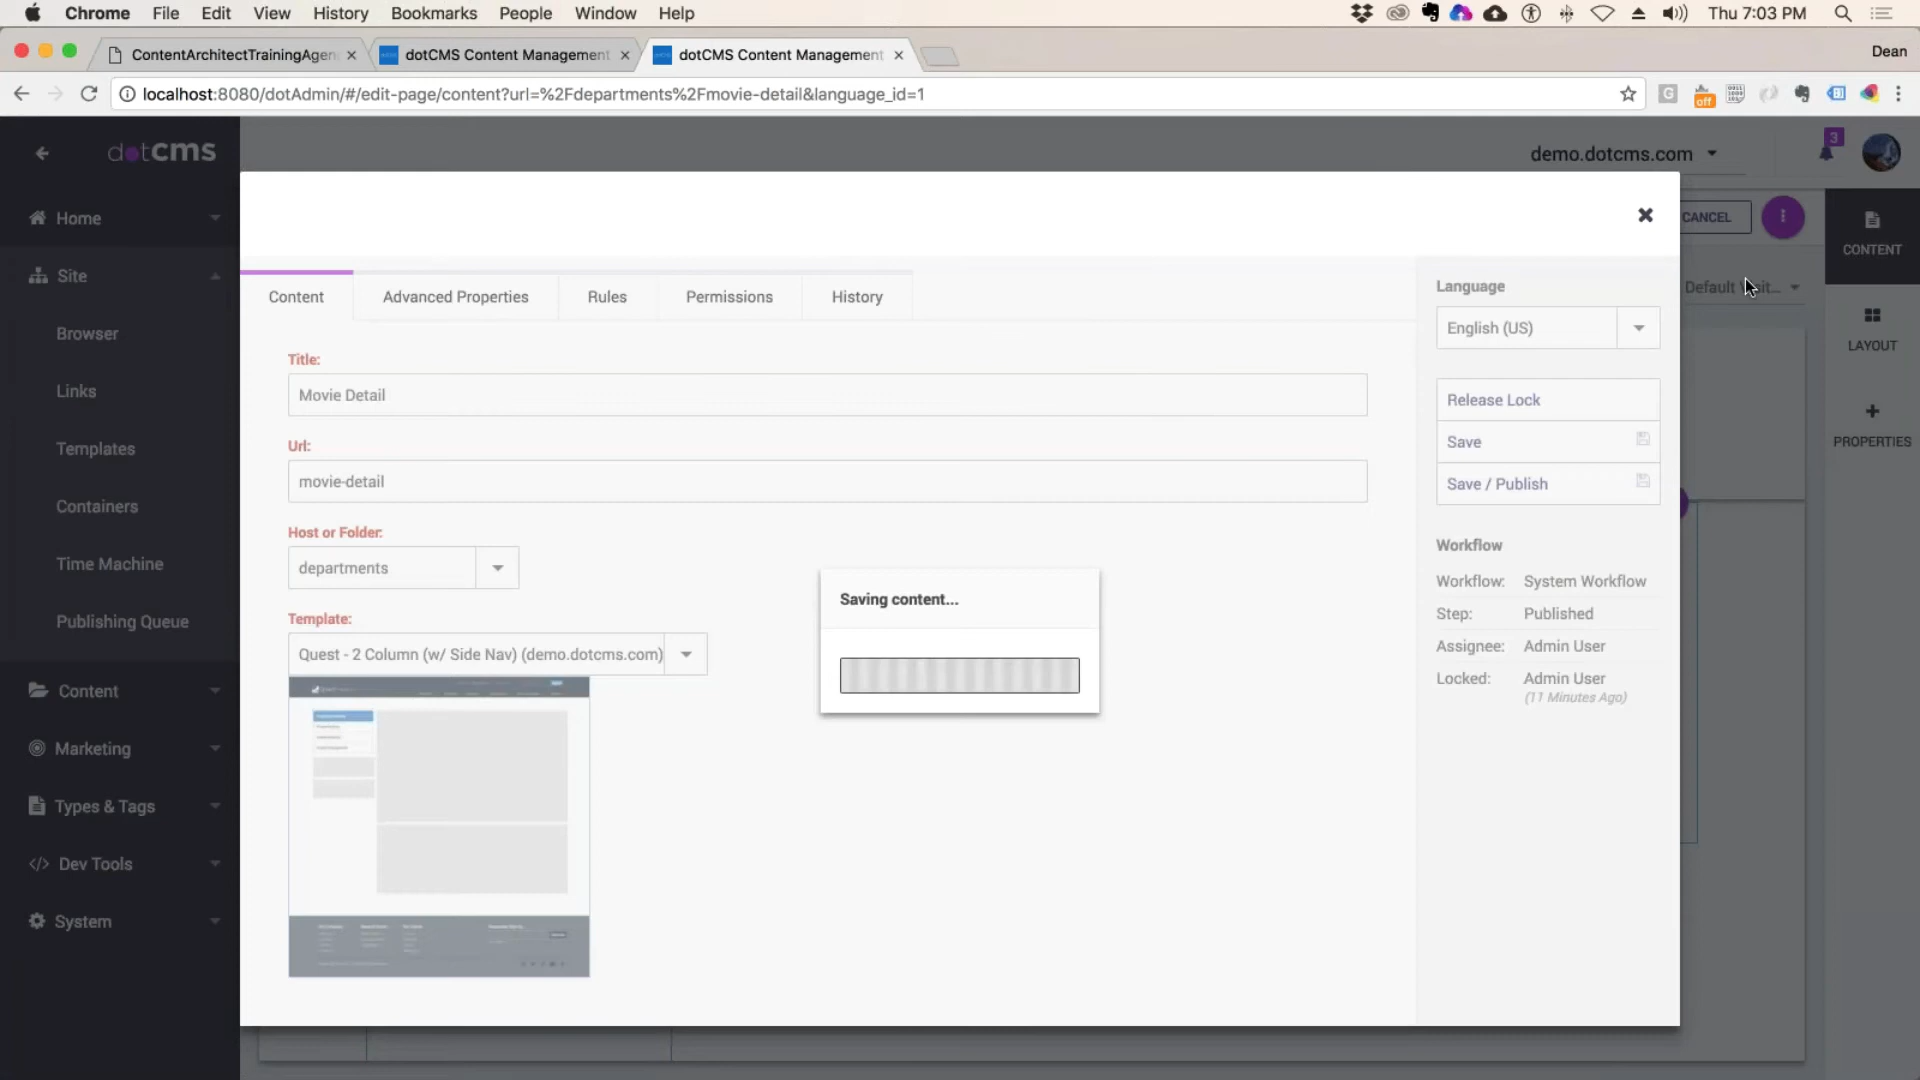 Chrome File Edit View History Bookmarks People Window Help Thu 7:03 PM
ContentArchitectTrainingAgen dotCMS Content Management dotCMS Content Management Dean
localhost:8080/dotAdmin/#/edit-page/content?url=%2Fdepartments%2Fmovie-detail&language_id=1
off
dotcms
demo.dotcms.com
3
Home
Site
Browser
Links
Templates
Containers
Time Machine
Publishing Queue
Content
Marketing
Types & Tags
Dev Tools
System
CANCEL
CONTENT
Default
LAYOUT
PROPERTIES
Content Advanced Properties Rules Permissions History
Title:
Movie Detail
Url:
movie-detail
Host or Folder:
departments
Template:
Quest - 2 Column (w/ Side Nav) (demo.dotcms.com)
Saving content...
Language
English (US)
Release Lock
Save
Save / Publish
Workflow
Workflow: System Workflow
Step: Published
Assignee: Admin User
Locked: Admin User
(11 Minutes Ago)